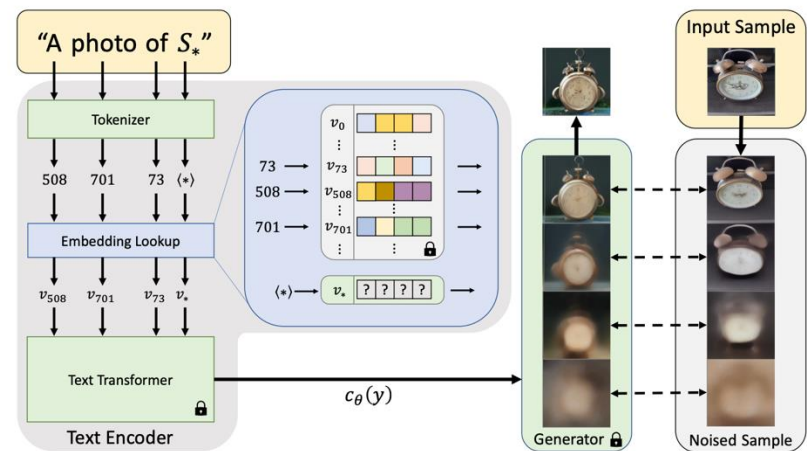 “A photo of S*”
Input Sample
Tokenizer
508 701 73 ⟨*⟩
Embedding Lookup
v508 v701 v73 v*
Text Transformer
Text Encoder
v0
⋮ ⋮
73 v73
508 v508
⋮ ⋮
701 v701
⋮ ⋮
⟨*⟩ v* ? ? ? ?
cθ(y)
Generator
Noised Sample